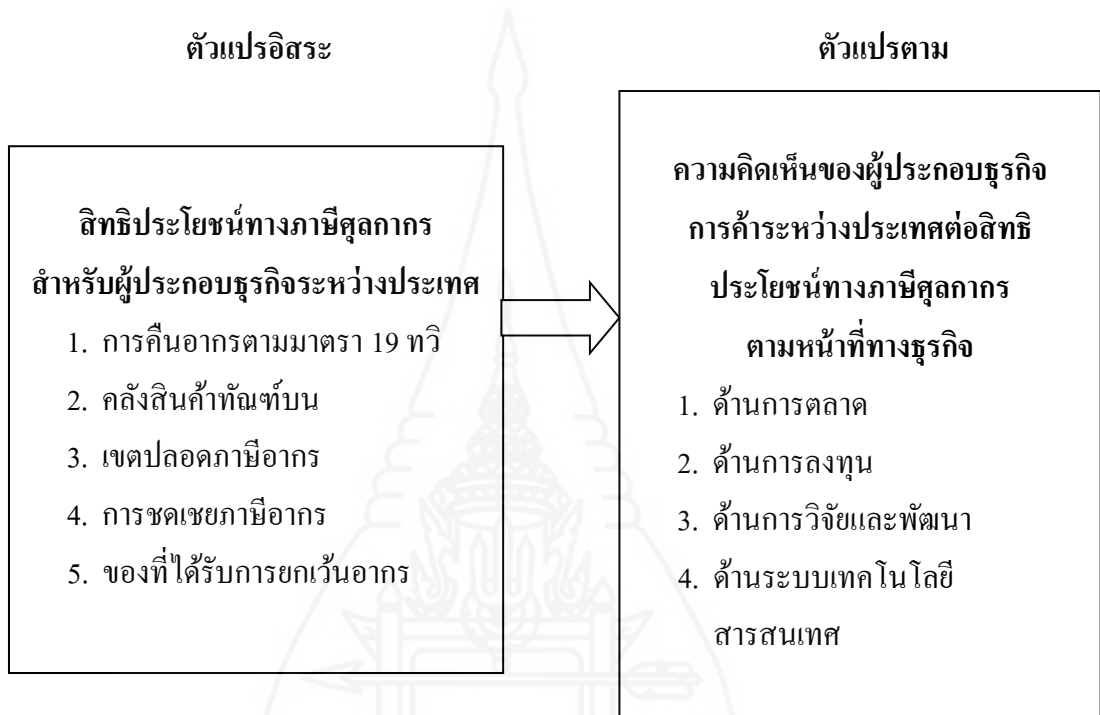 ตัวแปรอิสระ
ตัวแปรตาม
สิทธิประโยชน์ทางภาษีศุลกากร
สำหรับผู้ประกอบธุรกิจระหว่างประเทศ
1. การคืนอากรตามมาตรา 19 ทวิ
2. คลังสินค้าทัณฑ์บน
3. เขตปลอดภาษีอากร
4. การชดเชยภาษีอากร
5. ของที่ได้รับการยกเว้นอากร
ความคิดเห็นของผู้ประกอบธุรกิจ
การค้าระหว่างประเทศต่อสิทธิ
ประโยชน์ทางภาษีศุลกากร
ตามหน้าที่ทางธุรกิจ
1. ด้านการตลาด
2. ด้านการลงทุน
3. ด้านการวิจัยและพัฒนา
4. ด้านระบบเทคโนโลยี
สารสนเทศ